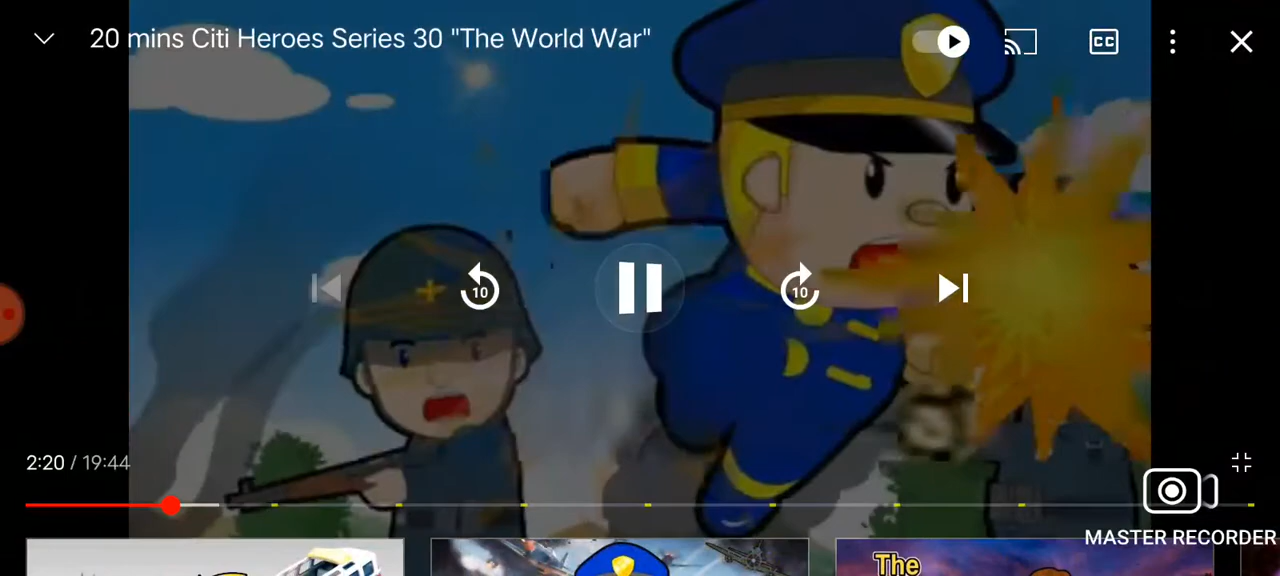 20 mins Citi Heroes Series 30 "The World War"
CC
10
10
2:20 / 19:44
MASTER RECORDER
The